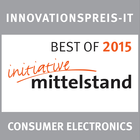 INNOVATIONSPREIS-IT
BEST OF 2015
initiative
mittelstand
CONSUMER ELECTRONICS